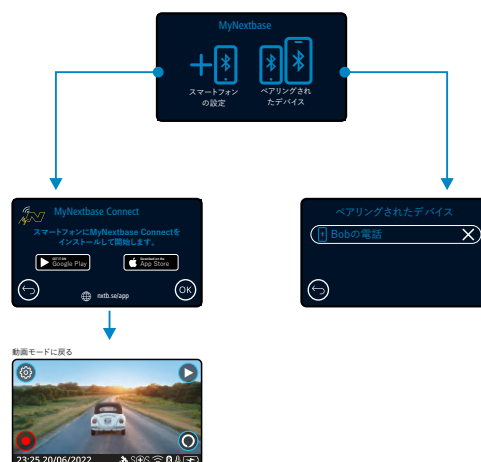 MyNextbase
スマートフォン
の設定
ペアリングされ
たデバイス
MyNextbase Connect
スマートフォンにMyNextbase Connectを
インストールして開始します。
GET IT ON
Google Play
Download on the
App Store
nxtb.se/app
OK
ペアリングされたデバイス
Bobの電話
動画モードに戻る
23:25 20/06/2022 SOS